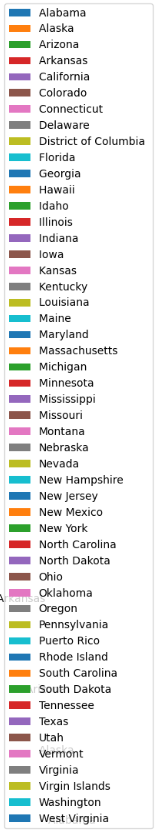 Alabama
Alaska
Arizona
Arkansas
California
Colorado
Connecticut
Delaware
District of Columbia
Florida
Georgia
Hawaii
Idaho
Illinois
Indiana
Iowa
Kansas
Kentucky
Louisiana
Maine
Maryland
Massachusetts
Michigan
Minnesota
Mississippi
Missouri
Montana
Nebraska
Nevada
New Hampshire
New Jersey
New Mexico
New York
North Carolina
North Dakota
Ohio
Oklahoma
Arkansas
Oregon
Pennsylvania
Puerto Rico
Rhode Island
South Carolina
South Dakota
Tennessee
Texas
Utah
Alaska
Vermont
Virginia
Virgin Islands
Washington
West Virginia